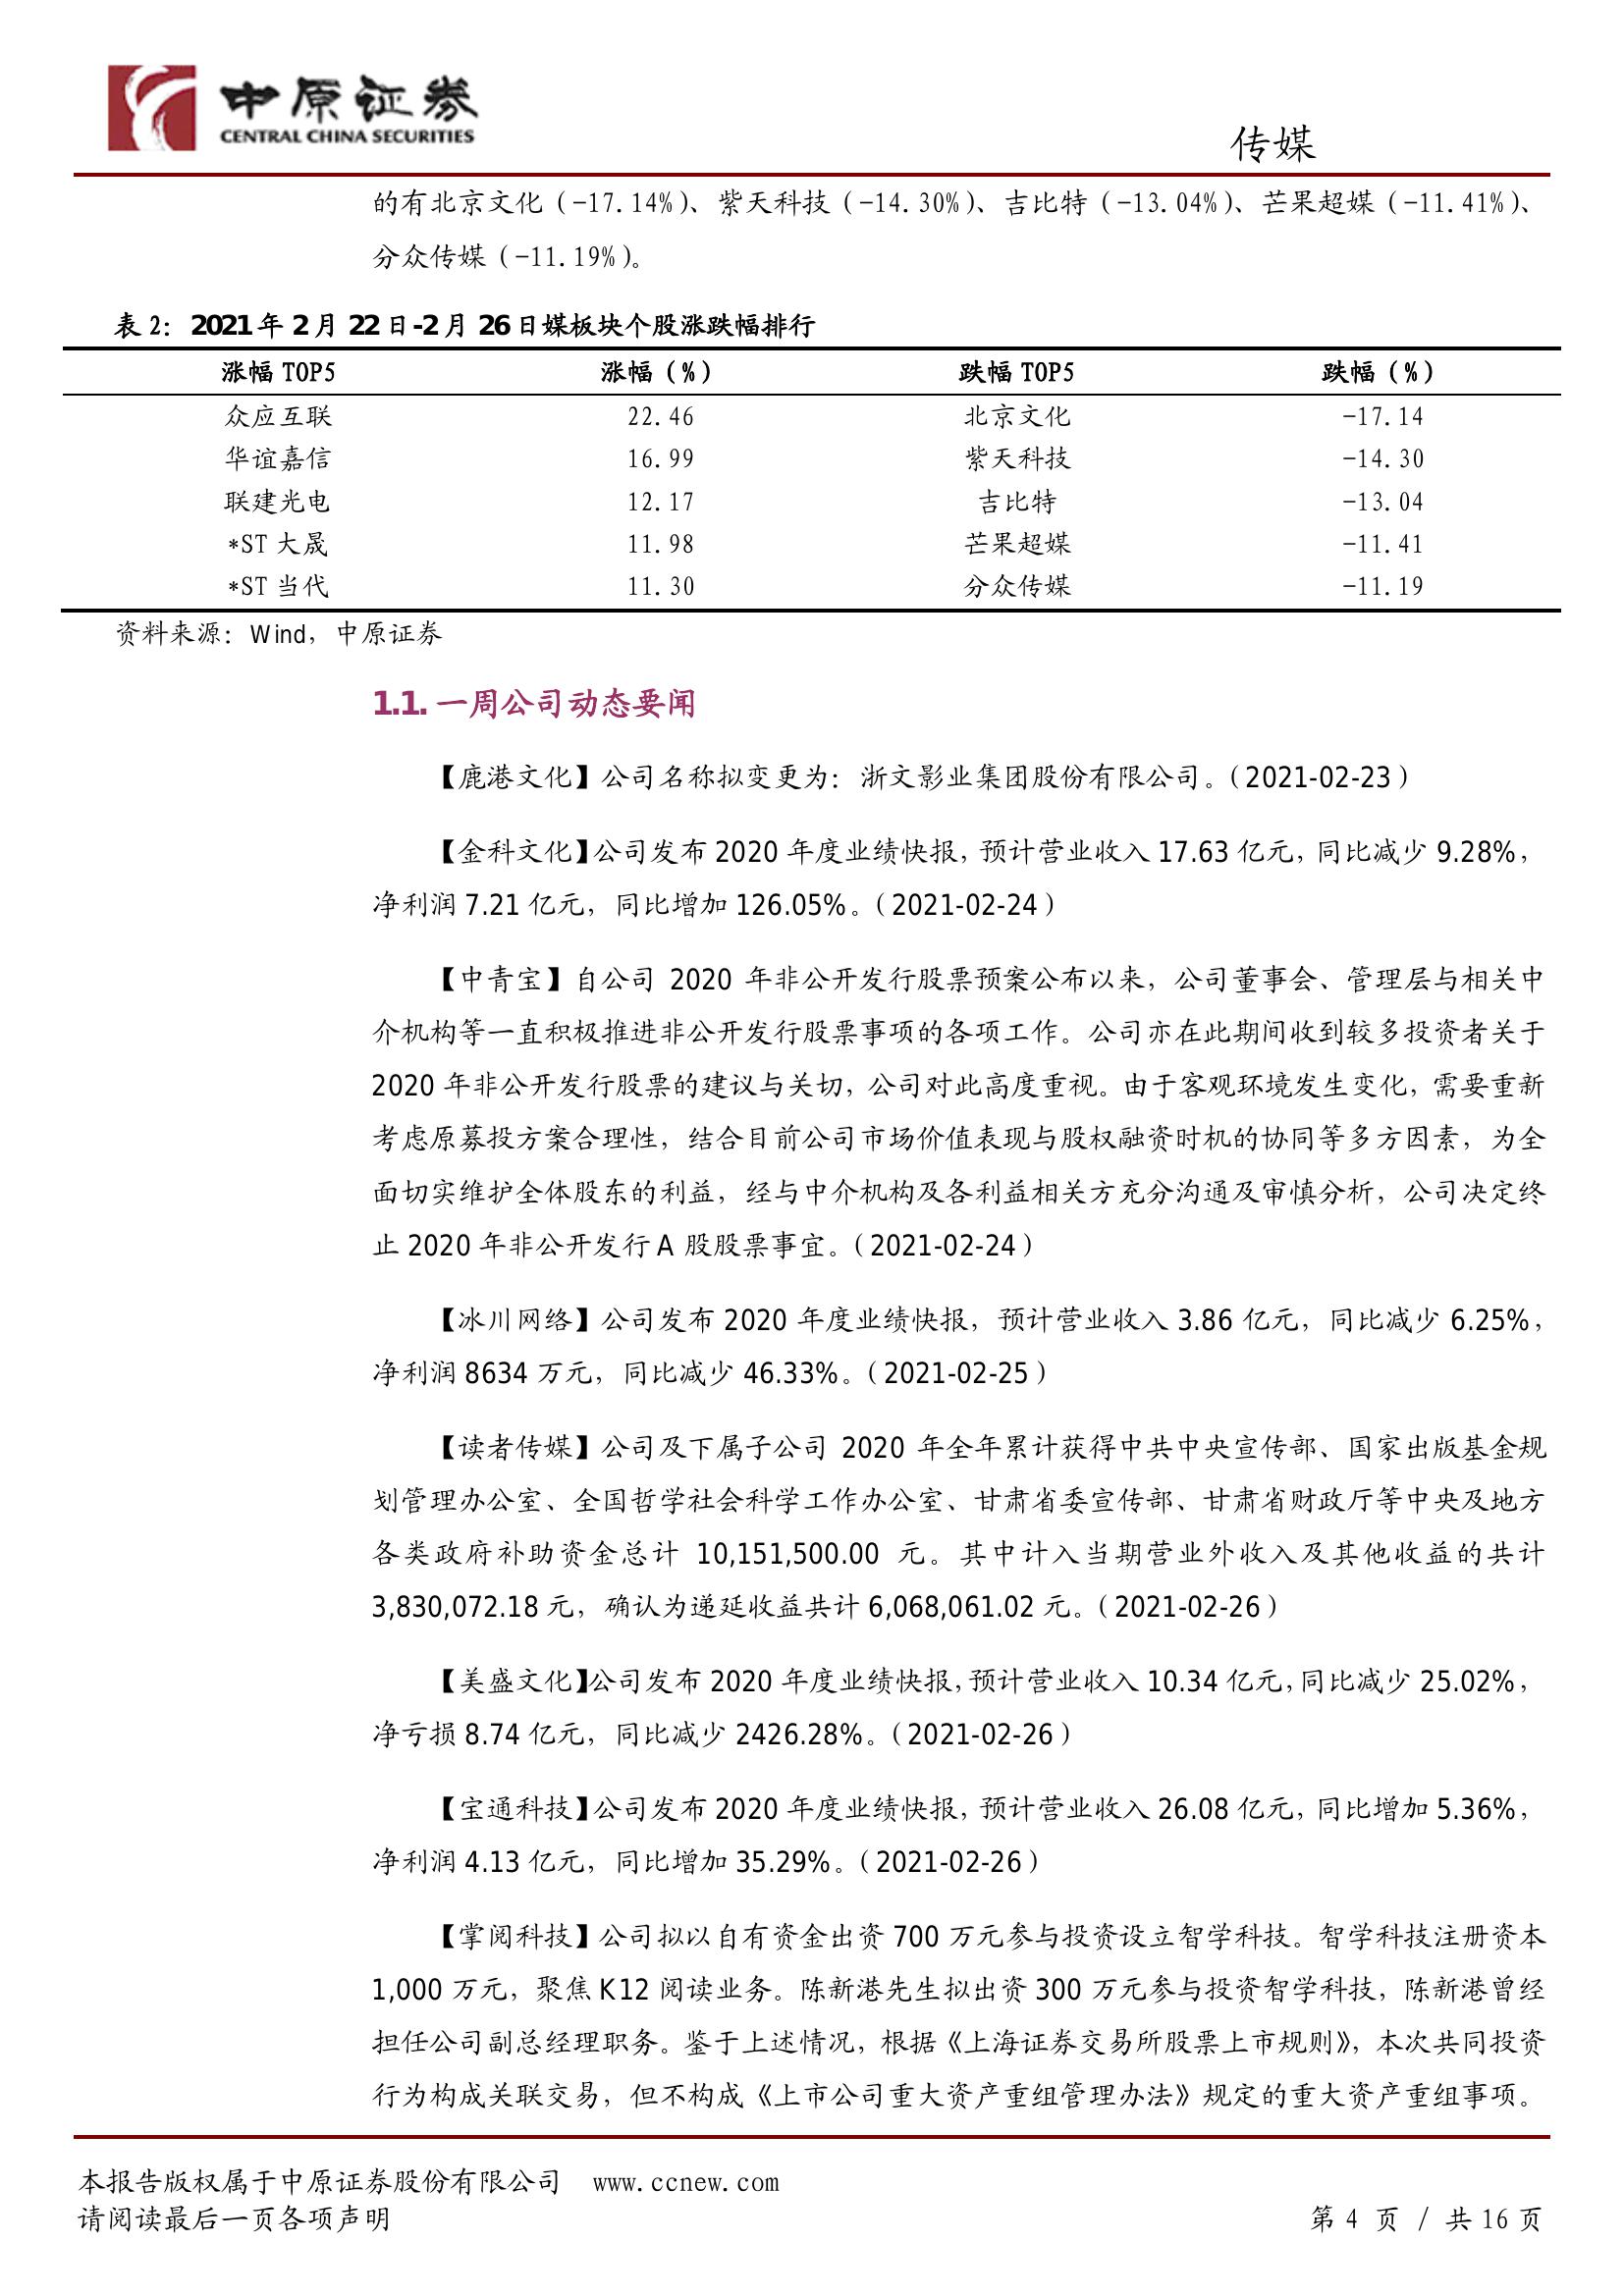 中原证券
CENTRAL CHINA SECURITIES
传媒
的有北京文化（-17.14%）、紫天科技（-14.30%）、吉比特（-13.04%）、芒果超媒（-11.41%）、
分众传媒（-11.19%）。
表 2：2021 年 2 月 22 日-2 月 26 日媒板块个股涨跌幅排行
涨幅 TOP5 涨幅（%） 跌幅 TOP5 跌幅（%）
众应互联 22.46 北京文化 -17.14
华谊嘉信 16.99 紫天科技 -14.30
联建光电 12.17 吉比特 -13.04
*ST 大晟 11.98 芒果超媒 -11.41
*ST 当代 11.30 分众传媒 -11.19
资料来源：Wind，中原证券
1.1. 一周公司动态要闻
【鹿港文化】公司名称拟变更为：浙文影业集团股份有限公司。（2021-02-23）
【金科文化】公司发布 2020 年度业绩快报，预计营业收入 17.63 亿元，同比减少 9.28%，
净利润 7.21 亿元，同比增加 126.05%。（2021-02-24）
【中青宝】自公司 2020 年非公开发行股票预案公布以来，公司董事会、管理层与相关中
介机构等一直积极推进非公开发行股票事项的各项工作。公司亦在此期间收到较多投资者关于
2020 年非公开发行股票的建议与关切，公司对此高度重视。由于客观环境发生变化，需要重新
考虑原募投方案合理性，结合目前公司市场价值表现与股权融资时机的协同等多方因素，为全
面切实维护全体股东的利益，经与中介机构及各利益相关方充分沟通及审慎分析，公司决定终
止 2020 年非公开发行 A 股股票事宜。（2021-02-24）
【冰川网络】公司发布 2020 年度业绩快报，预计营业收入 3.86 亿元，同比减少 6.25%，
净利润 8634 万元，同比减少 46.33%。（2021-02-25）
【读者传媒】公司及下属子公司 2020 年全年累计获得中共中央宣传部、国家出版基金规
划管理办公室、全国哲学社会科学工作办公室、甘肃省委宣传部、甘肃省财政厅等中央及地方
各类政府补助资金总计 10,151,500.00 元。其中计入当期营业外收入及其他收益的共计
3,830,072.18 元，确认为递延收益共计 6,068,061.02 元。（2021-02-26）
【美盛文化】公司发布 2020 年度业绩快报，预计营业收入 10.34 亿元，同比减少 25.02%，
净亏损 8.74 亿元，同比减少 2426.28%。（2021-02-26）
【宝通科技】公司发布 2020 年度业绩快报，预计营业收入 26.08 亿元，同比增加 5.36%，
净利润 4.13 亿元，同比增加 35.29%。（2021-02-26）
【掌阅科技】公司拟以自有资金出资 700 万元参与投资设立智学科技。智学科技注册资本
1,000 万元，聚焦 K12 阅读业务。陈新港先生拟出资 300 万元参与投资智学科技，陈新港曾经
担任公司副总经理职务。鉴于上述情况，根据《上海证券交易所股票上市规则》，本次共同投资
行为构成关联交易，但不构成《上市公司重大资产重组管理办法》规定的重大资产重组事项。
本报告版权属于中原证券股份有限公司 www.ccnew.com
请阅读最后一页各项声明 第 4 页 / 共 16 页